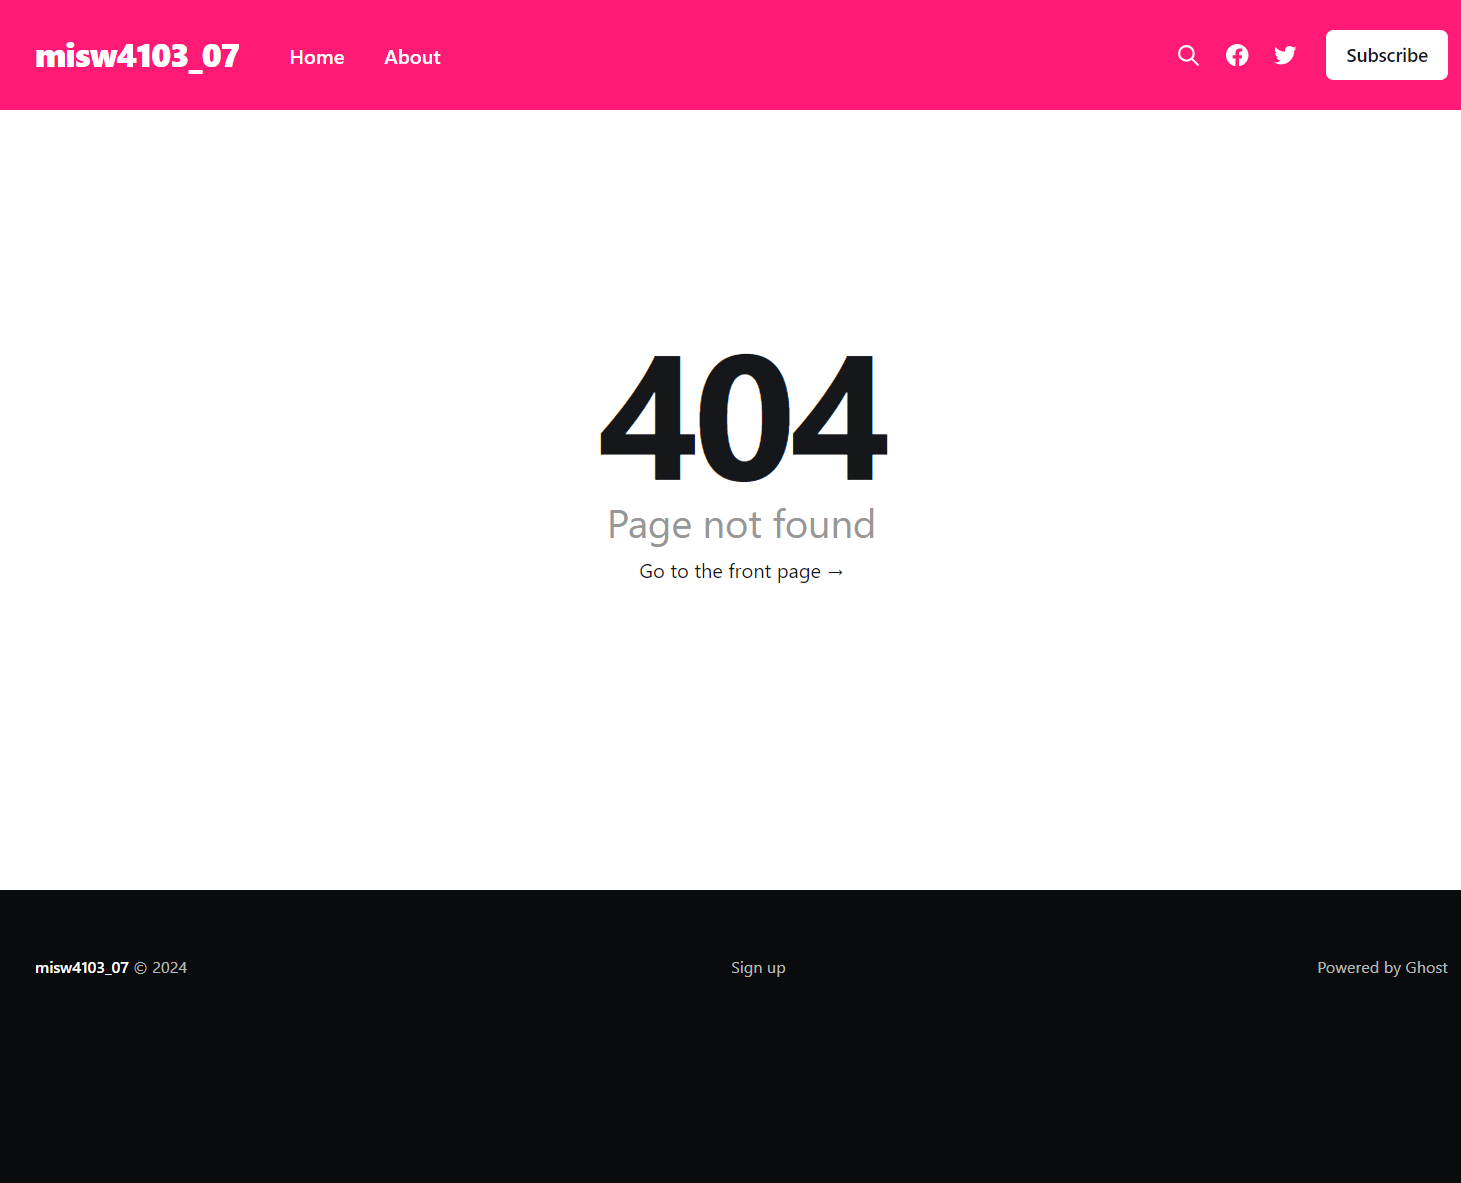 misw4103_07 Home About Subscribe
404
Page not found
Go to the front page →
misw4103_07 © 2024 Sign up Powered by Ghost